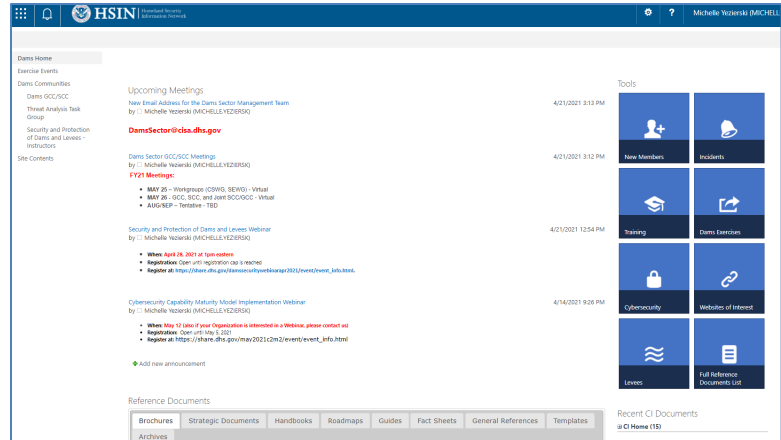 HSIN Homeland Security
Information Network
? Michelle Yezierski (MICHELL
Dams Home
Exercise Events
Dams Communities
Dams GCC/SCC
Threat Analysis Task
Group
Security and Protection
of Dams and Levees -
Instructors
Site Contents
Upcoming Meetings
New Email Address for the Dams Sector Management Team 4/21/2021 3:13 PM
by Michelle Yezierski (MICHELLE.YEZIERSK)
DamsSector@cisa.dhs.gov
Dams Sector GCC/SCC Meetings 4/21/2021 3:12 PM
by Michelle Yezierski (MICHELLE.YEZIERSK)
FY21 Meetings:
• MAY 25 – Workgroups (CSWG, SEWG) - Virtual
• MAY 26 - GCC, SCC, and Joint SCC/GCC - Virtual
• AUG/SEP – Tentative - TBD
Security and Protection of Dams and Levees Webinar 4/21/2021 12:54 PM
by Michelle Yezierski (MICHELLE.YEZIERSK)
• When: April 28, 2021 at 1pm eastern
• Registration: Open until registration cap is reached
• Register at: https://share.dhs.gov/damssecuritywebinarapr2021/event/event_info.html.
Cybersecurity Capability Maturity Model Implementation Webinar 4/14/2021 9:26 PM
by Michelle Yezierski (MICHELLE.YEZIERSK)
• When: May 12 (also if your Organization is interested in a Webinar, please contact us)
• Registration: Open until May 5, 2021
• Register at: https://share.dhs.gov/may2021c2m2/event/event_info.html
Add new announcement
Reference Documents
Brochures Strategic Documents Handbooks Roadmaps Guides Fact Sheets General References Templates
Archives
Tools
New Members Incidents
Training Dams Exercises
Cybersecurity Websites of Interest
Levees Full Reference
Documents List
Recent CI Documents
CI Home (15)